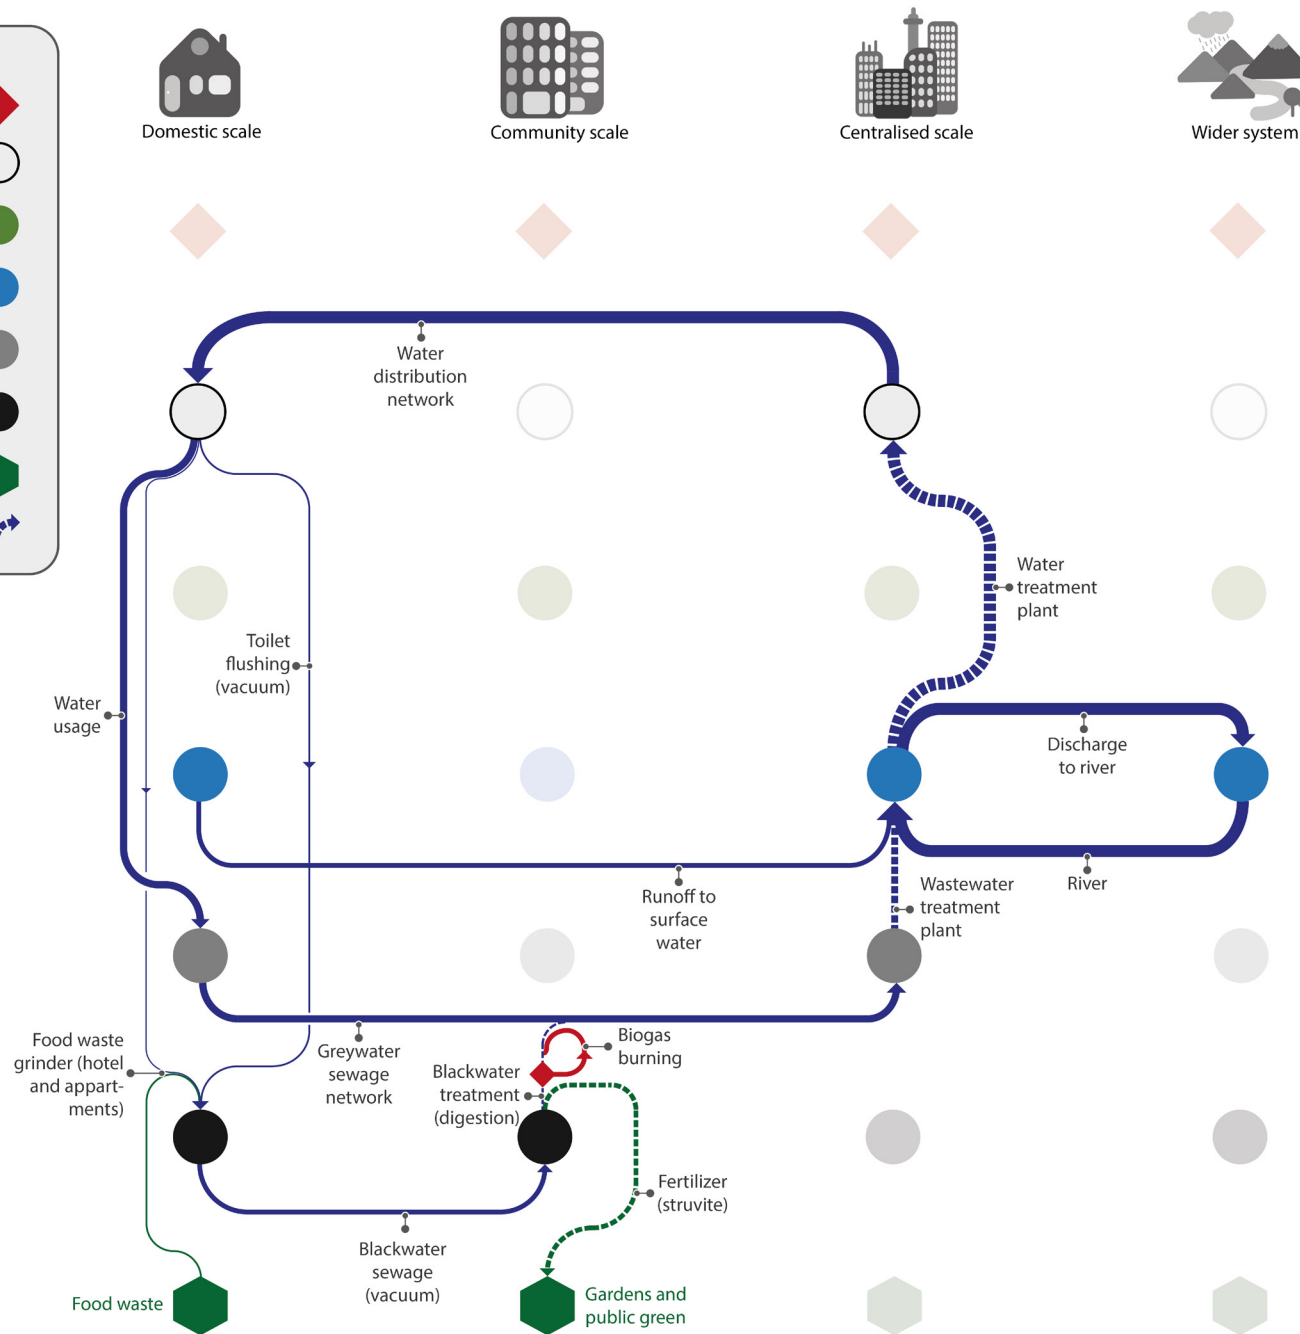 Domestic scale
Community scale
Centralised scale
Wider system
Water
distribution
network
Water
treatment
plant
Toilet
flushing
(vacuum)
Water
usage
Discharge
to river
River
Runoff to
surface
water
Wastewater
treatment
plant
Food waste
grinder (hotel
and appart-
ments)
Greywater
sewage
network
Biogas
burning
Blackwater
treatment
(digestion)
Fertilizer
(struvite)
Blackwater
sewage
(vacuum)
Food waste
Gardens and
public green